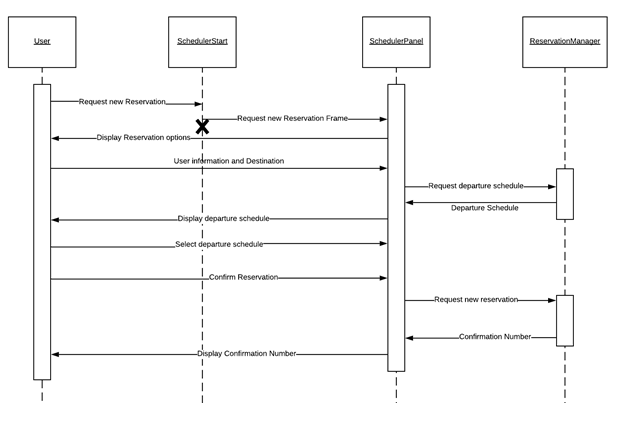 User
SchedulerStart
SchedulerPanel
ReservationManager
Request new Reservation
Request new Reservation Frame
Display Reservation options
User information and Destination
Request departure schedule
Departure Schedule
Display departure schedule
Select departure schedule
Confirm Reservation
Request new reservation
Confirmation Number
Display Confirmation Number